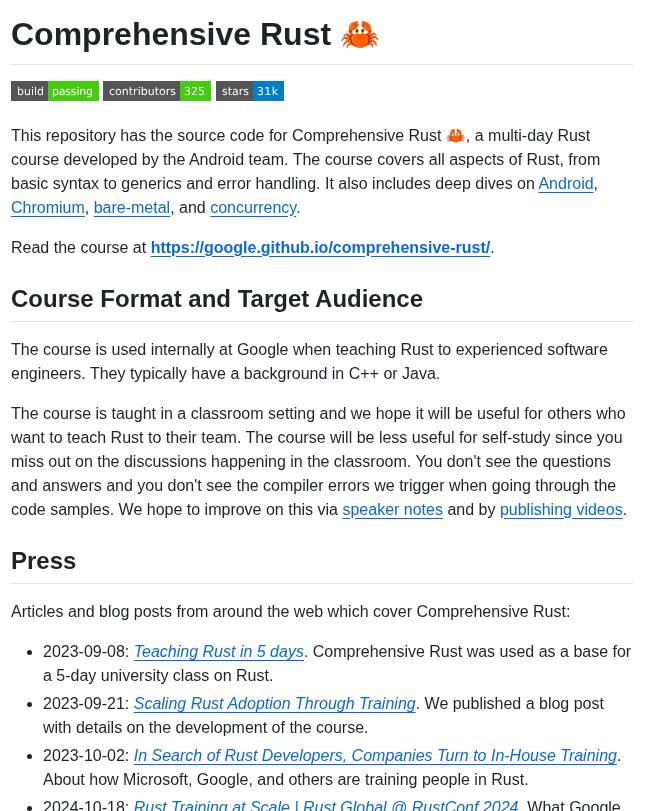 Comprehensive Rust 🦀
build passing contributors 325 stars 31k
This repository has the source code for Comprehensive Rust 🦀, a multi-day Rust
course developed by the Android team. The course covers all aspects of Rust, from
basic syntax to generics and error handling. It also includes deep dives on Android,
Chromium, bare-metal, and concurrency.
Read the course at https://google.github.io/comprehensive-rust/.
Course Format and Target Audience
The course is used internally at Google when teaching Rust to experienced software
engineers. They typically have a background in C++ or Java.
The course is taught in a classroom setting and we hope it will be useful for others who
want to teach Rust to their team. The course will be less useful for self-study since you
miss out on the discussions happening in the classroom. You don't see the questions
and answers and you don't see the compiler errors we trigger when going through the
code samples. We hope to improve on this via speaker notes and by publishing videos.
Press
Articles and blog posts from around the web which cover Comprehensive Rust:
• 2023-09-08: Teaching Rust in 5 days. Comprehensive Rust was used as a base for
a 5-day university class on Rust.
• 2023-09-21: Scaling Rust Adoption Through Training. We published a blog post
with details on the development of the course.
• 2023-10-02: In Search of Rust Developers, Companies Turn to In-House Training.
About how Microsoft, Google, and others are training people in Rust.
• 2024-10-18: Rust Training at Scale | Rust Global @ RustConf 2024. What Google